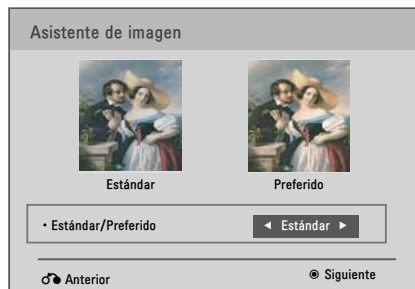 Asistente de imagen
Estándar Preferido
• Estándar/Preferido ◄ Estándar ►
Anterior ◉ Siguiente